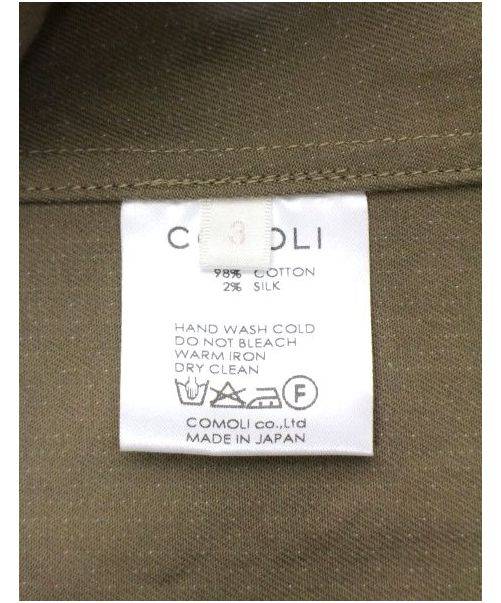 COMOLI
3
98% COTTON
2% SILK
HAND WASH COLD
DO NOT BLEACH
WARM IRON
DRY CLEAN
F
COMOLI co.,Ltd
MADE IN JAPAN